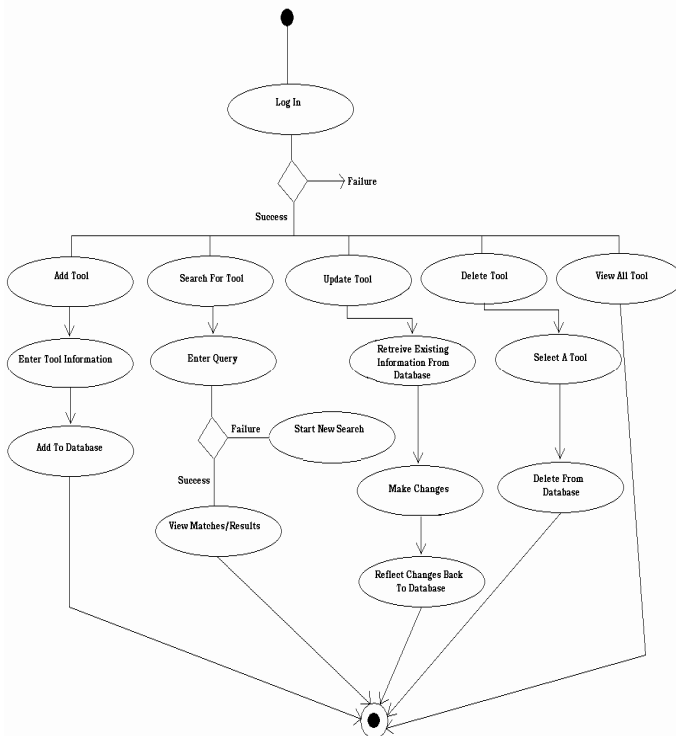 Log In
Failure
Success
Add Tool
Search For Tool
Update Tool
Delete Tool
View All Tool
Enter Tool Information
Enter Query
Retreive Existing
Information From
Database
Select A Tool
Failure
Start New Search
Add To Database
Success
Make Changes
Delete From
Database
View Matches/Results
Reflect Changes Back
To Database